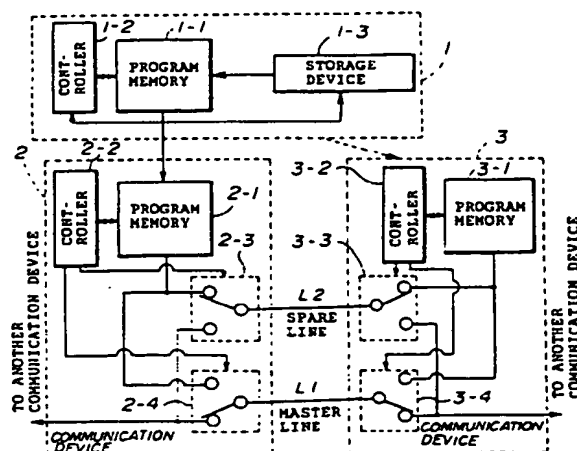 1-2
1-1
1-3
CONT-
ROLLER
PROGRAM
MEMORY
STORAGE
DEVICE
1
2
2-2
CONT-
ROLLER
PROGRAM
MEMORY
2-1
2-3
3
3-1
3-2
CONT-
ROLLER
PROGRAM
MEMORY
3-3
L2
SPARE
LINE
L1
MASTER
LINE
2-4
3-4
TO ANOTHER
COMMUNICATION DEVICE
COMMUNICATION
DEVICE
COMMUNICATION
DEVICE
TO ANOTHER
COMMUNICATION DEVICE